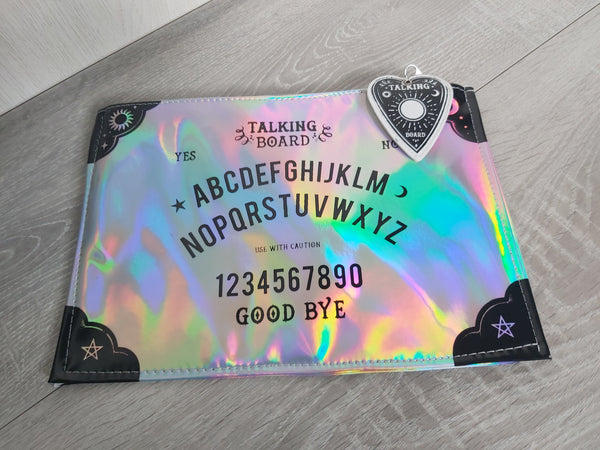 TALKING
BOARD
YES
NO
ABCDEFGHIJKLM
NOPQRSTUVWXYZ
USE WITH CAUTION
1234567890
GOOD BYE
TALKING
BOARD